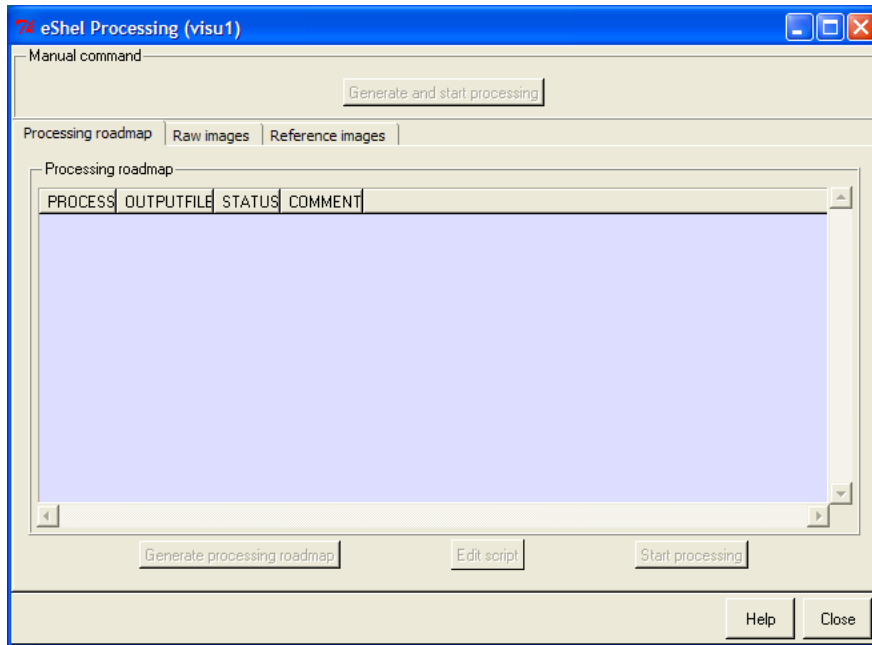 eShel Processing (visu1)
Manual command
Generate and start processing
Processing roadmap Raw images Reference images
Processing roadmap
PROCESS OUTPUTFILE STATUS COMMENT
Generate processing roadmap Edit script Start processing
Help Close